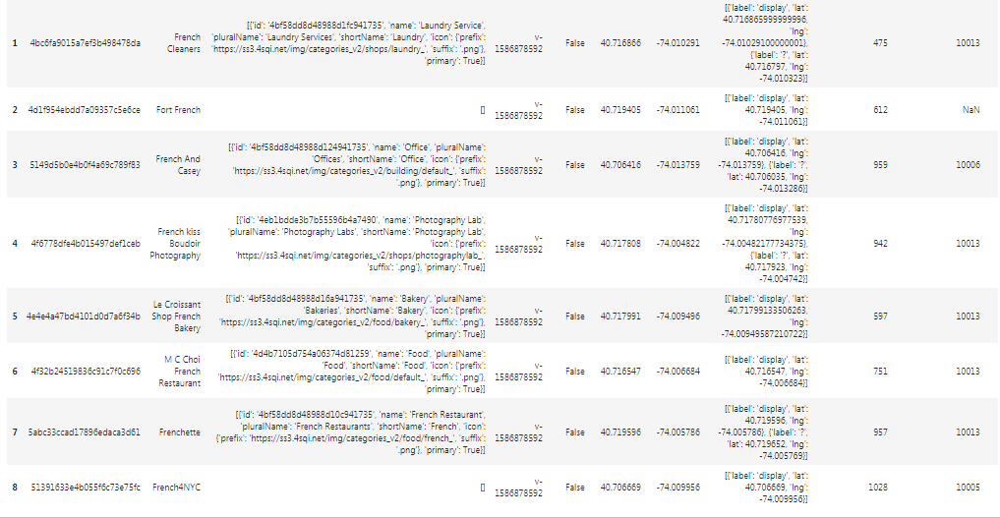 1 4bc6fa9015a7ef3b498478da French Cleaners [{'id': '4bf58dd8d48988d1fc941735', 'name': 'Laundry Service', 'pluralName': 'Laundry Services', 'shortName': 'Laundry', 'icon': {'prefix': 'https://ss3.4sqi.net/img/categories_v2/shops/laundry_', 'suffix': '.png'}, 'primary': True}] v-1586878592 False 40.716866 -74.010291 [{'label': 'display', 'lat': 40.716865999999996, 'lng': -74.01029100000001}, {'label': '?', 'lat': 40.716797, 'lng': -74.010323}] 475 10013
2 4d1f954ebdd7a09357c5e6ce Fort French [] v-1586878592 False 40.719405 -74.011061 [{'label': 'display', 'lat': 40.719405, 'lng': -74.011061}] 612 NaN
3 5149d5b0e4b0f4a69c789f83 French And Casey [{'id': '4bf58dd8d48988d124941735', 'name': 'Office', 'pluralName': 'Offices', 'shortName': 'Office', 'icon': {'prefix': 'https://ss3.4sqi.net/img/categories_v2/building/default_', 'suffix': '.png'}, 'primary': True}] v-1586878592 False 40.706416 -74.013759 [{'label': 'display', 'lat': 40.706416, 'lng': -74.013759}, {'label': '?', 'lat': 40.706035, 'lng': -74.013286}] 959 10006
4 4f6778dfe4b015497def1ceb French kiss Boudoir Photography [{'id': '4eb1bdde3b7b55596b4a7490', 'name': 'Photography Lab', 'pluralName': 'Photography Labs', 'shortName': 'Photography Lab', 'icon': {'prefix': 'https://ss3.4sqi.net/img/categories_v2/shops/photographylab_', 'suffix': '.png'}, 'primary': True}] v-1586878592 False 40.717808 -74.004822 [{'label': 'display', 'lat': 40.71780776977539, 'lng': -74.00482177734375}, {'label': '?', 'lat': 40.717923, 'lng': -74.004742}] 942 10013
5 4e4e4a47bd4101d0d7a6f34b Le Croissant Shop French Bakery [{'id': '4bf58dd8d48988d16a941735', 'name': 'Bakery', 'pluralName': 'Bakeries', 'shortName': 'Bakery', 'icon': {'prefix': 'https://ss3.4sqi.net/img/categories_v2/food/bakery_', 'suffix': '.png'}, 'primary': True}] v-1586878592 False 40.717991 -74.009496 [{'label': 'display', 'lat': 40.71799133506263, 'lng': -74.00949587210722}] 597 10013
6 4f32b24519836c91c7f0c696 M C Choi French Restaurant [{'id': '4d4b7105d754a06374d81259', 'name': 'Food', 'pluralName': 'Food', 'shortName': 'Food', 'icon': {'prefix': 'https://ss3.4sqi.net/img/categories_v2/food/default_', 'suffix': '.png'}, 'primary': True}] v-1586878592 False 40.716547 -74.006684 [{'label': 'display', 'lat': 40.716547, 'lng': -74.006684}] 751 10013
7 5abc33ccad17896edaca3d61 Frenchette [{'id': '4bf58dd8d48988d10c941735', 'name': 'French Restaurant', 'pluralName': 'French Restaurants', 'shortName': 'French', 'icon': {'prefix': 'https://ss3.4sqi.net/img/categories_v2/food/french_', 'suffix': '.png'}, 'primary': True}] v-1586878592 False 40.719596 -74.005786 [{'label': 'display', 'lat': 40.719596, 'lng': -74.005786}, {'label': '?', 'lat': 40.719652, 'lng': -74.005769}] 957 10013
8 51391633e4b055f6c73e75fc French4NYC [] v-1586878592 False 40.706669 -74.009956 [{'label': 'display', 'lat': 40.706669, 'lng': -74.009956}] 1028 10005